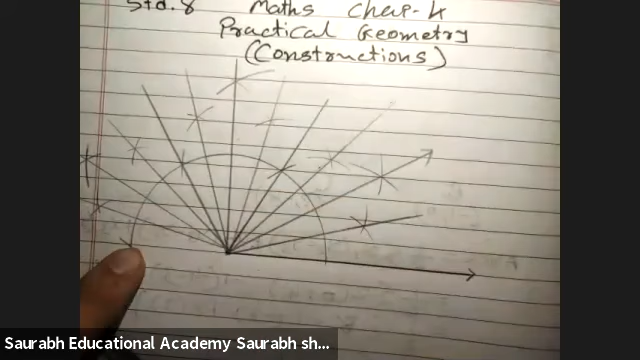 Std. 8 Maths Chap-4
Practical Geometry
(Constructions)
Saurabh Educational Academy Saurabh sh...